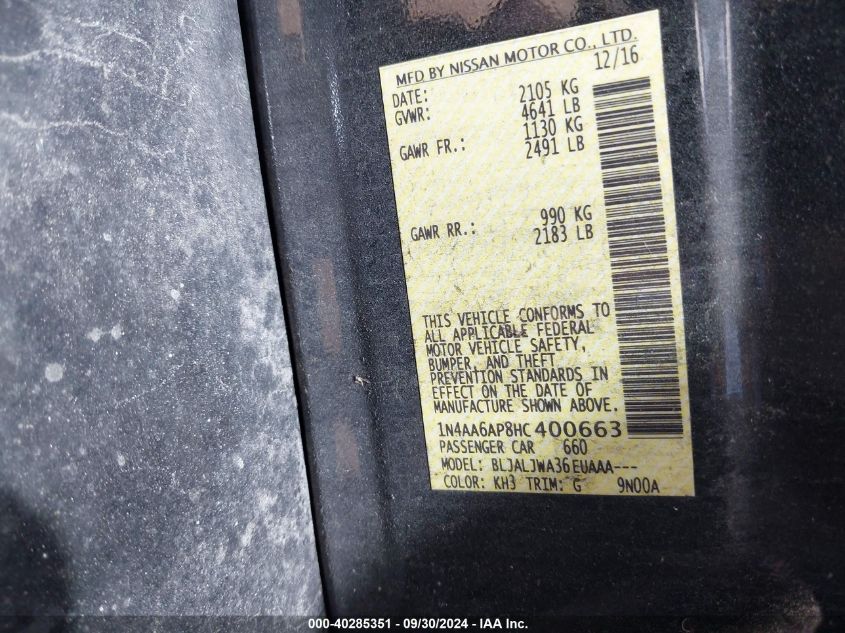 MFD BY NISSAN MOTOR CO., LTD.
DATE: 12/16
GVWR: 2105 KG
4641 LB
GAWR FR.: 1130 KG
2491 LB
GAWR RR.: 990 KG
2183 LB
THIS VEHICLE CONFORMS TO
ALL APPLICABLE FEDERAL
MOTOR VEHICLE SAFETY,
BUMPER, AND THEFT
PREVENTION STANDARDS IN
EFFECT ON THE DATE OF
MANUFACTURE SHOWN ABOVE.
1N4AA6AP8HC400663
PASSENGER CAR 660
MODEL: BLJALJWA36EUAAA---
COLOR: KH3 TRIM: G 9N00A
000-40285351 / 09/30/2024 - IAA Inc.